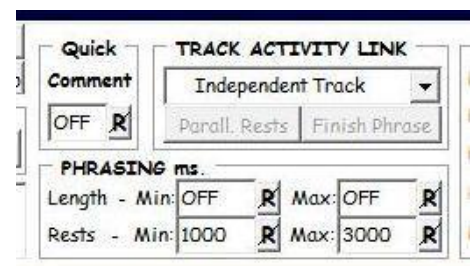 Quick
Comment
OFF R
TRACK ACTIVITY LINK
Independent Track
Parall. Rests Finish Phrase
PHRASING ms.
Length - Min: OFF R Max: OFF R
Rests - Min: 1000 R Max: 3000 R